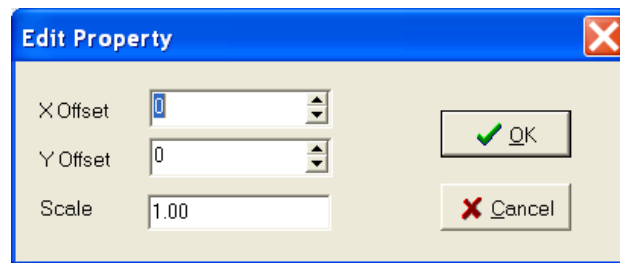 Edit Property
X Offset 0
OK
Y Offset 0
Scale 1.00
Cancel